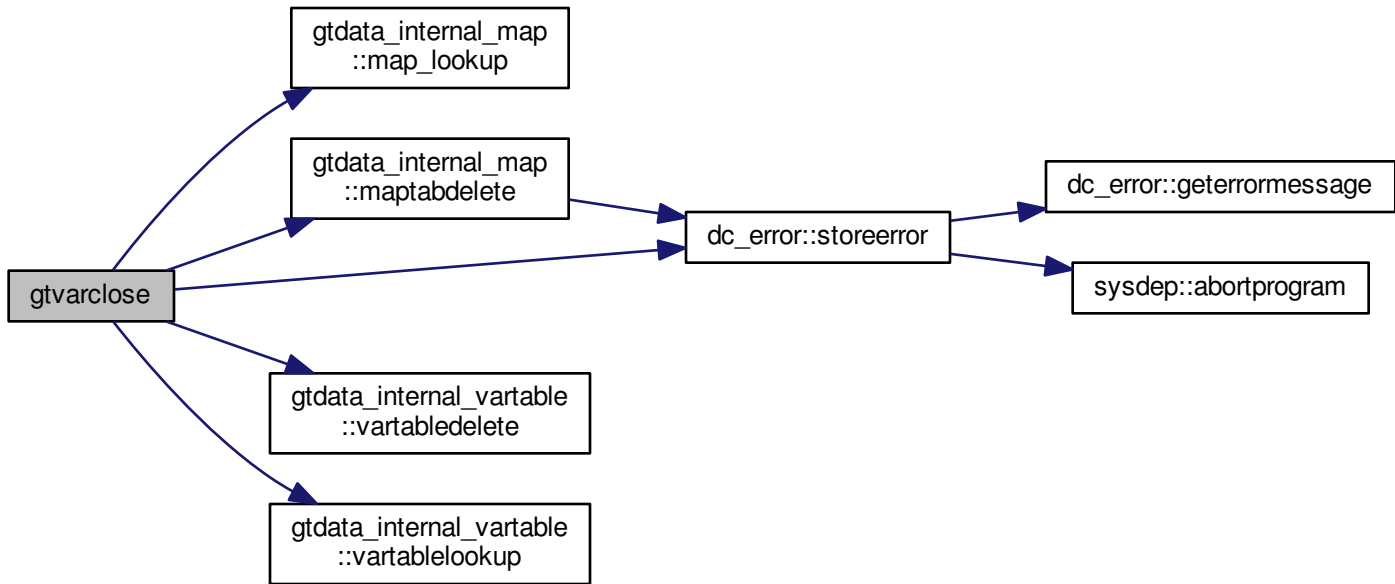 gtdata_internal_map
::map_lookup
gtdata_internal_map
::maptabdelete
dc_error::geterrormessage
dc_error::storeerror
sysdep::abortprogram
gtvarclose
gtdata_internal_vartable
::vartabledelete
gtdata_internal_vartable
::vartablelookup